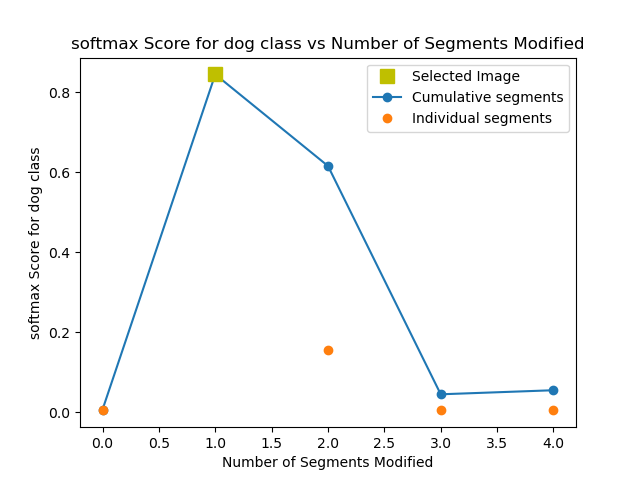 softmax Score for dog class vs Number of Segments Modified
Selected Image
Cumulative segments
Individual segments
softmax Score for dog class
0.8
0.6
0.4
0.2
0.0
0.0 0.5 1.0 1.5 2.0 2.5 3.0 3.5 4.0
Number of Segments Modified